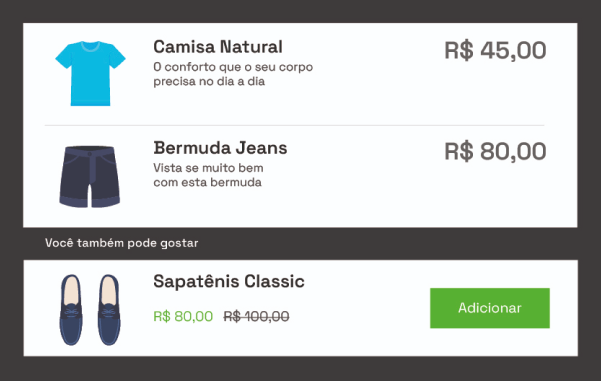 Camisa Natural
R$ 45,00
O conforto que o seu corpo
precisa no dia a dia
Bermuda Jeans
R$ 80,00
Vista se muito bem
com esta bermuda
Você também pode gostar
Sapatênis Classic
R$ 80,00 R$ 100,00
Adicionar